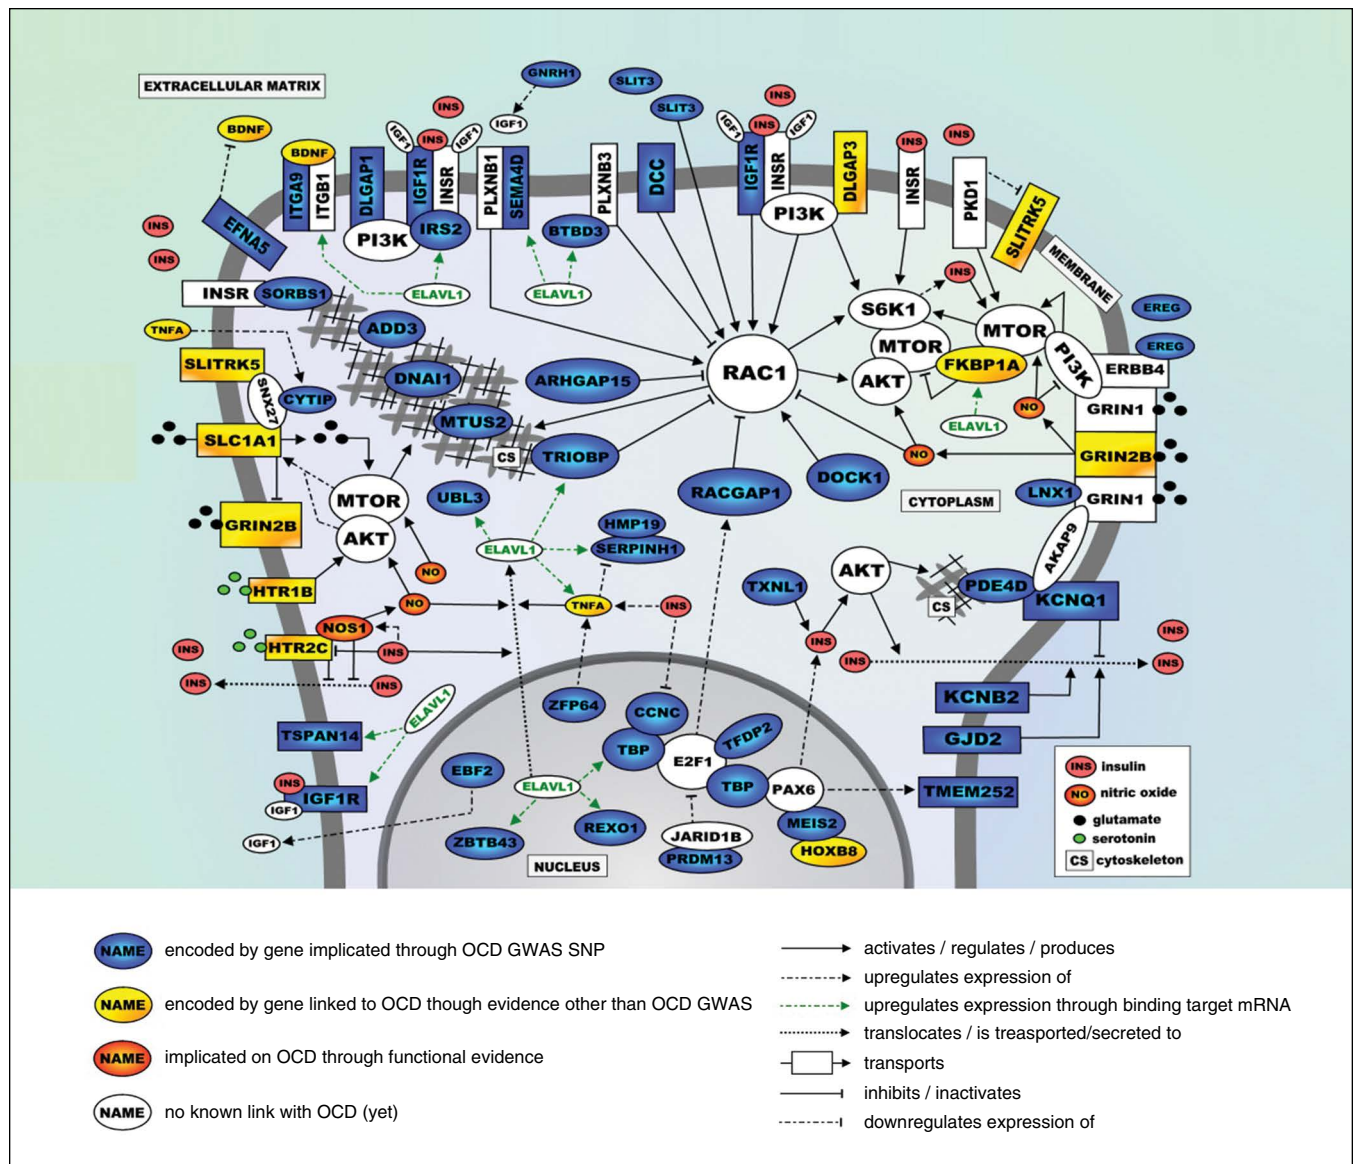 EXTRACELLULAR MATRIX
GNRH1
SLIT3
SLIT3
INS
INS
IGF1
IGF1
INS
IGF1
IGF1
INS
IGF1
INS
INS
BDNF
BDNF
ITGA9
ITGB1
DLGAP1
IGF1R
INSR
PLXNB1
SEMA4D
PLXNB3
DCC
IGF1R
INSR
DLGAP3
INSR
PKD1
SLITRK5
MEMBRANE
EFNA5
PI3K
IRS2
BTBD3
PI3K
INS
INS
INS
INSR
SORBS1
ELAVL1
ELAVL1
S6K1
MTOR
EREG
EREG
TNFA
ADD3
MTOR
FKBP1A
PI3K
ERBB4
SLITRK5
SNX27
CYTIP
DNAI1
ARHGAP15
RAC1
AKT
NO
GRIN1
MTUS2
ELAVL1
SLC1A1
CS
TRIOBP
NO
GRIN2B
MTOR
UBL3
RACGAP1
DOCK1
CYTOPLASM
LNX1
GRIN1
GRIN2B
AKT
HMP19
SERPINH1
ELAVL1
AKAP9
NO
AKT
HTR1B
NO
TNFA
INS
TXNL1
CS
PDE4D
KCNQ1
NOS1
HTR2C
INS
INS
INS
INS
INS
INS
INS
INS
KCNB2
ELAVL1
ZFP64
CCNC
TFDP2
TSPAN14
TBP
E2F1
GJD2
EBF2
ELAVL1
TBP
PAX6
TMEM252
INS
IGF1
IGF1R
IGF1
ZBTB43
REXO1
JARID1B
PRDM13
MEIS2
HOXB8
NUCLEUS
INS insulin
NO nitric oxide
glutamate
serotonin
CS cytoskeleton
NAME encoded by gene implicated through OCD GWAS SNP
NAME encoded by gene linked to OCD though evidence other than OCD GWAS
NAME implicated on OCD through functional evidence
NAME no known link with OCD (yet)
activates / regulates / produces
upregulates expression of
upregulates expression through binding target mRNA
translocates / is treasported/secreted to
transports
inhibits / inactivates
downregulates expression of